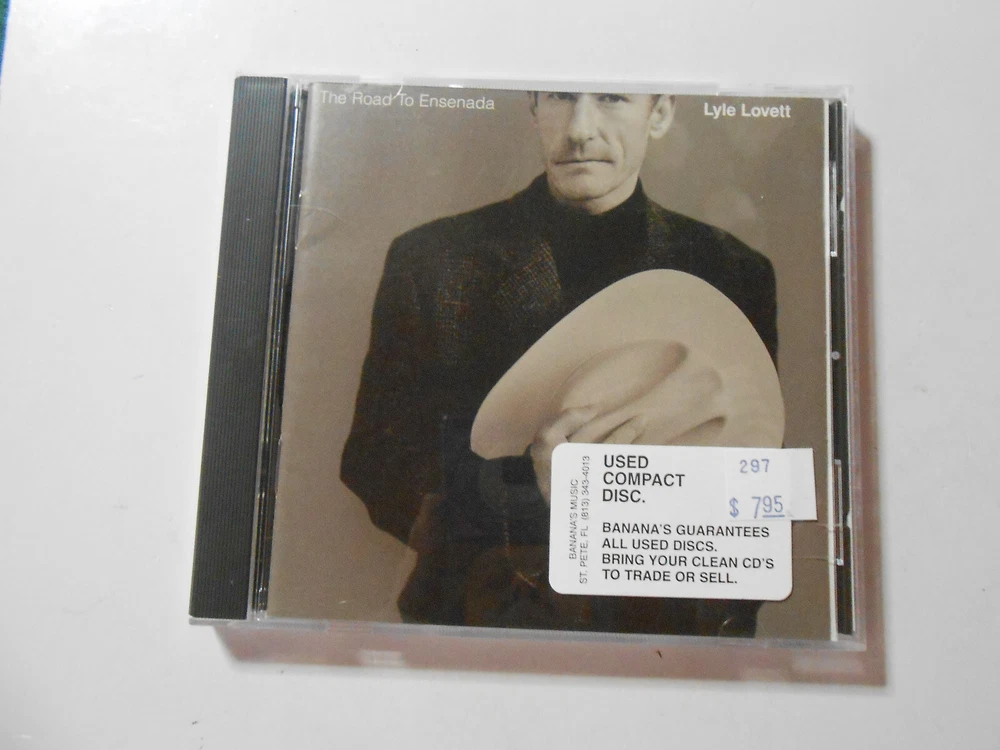 The Road To Ensenada
Lyle Lovett
BANANA'S MUSIC
ST. PETE, FL (813) 343-4013
USED
COMPACT
DISC.
297
$ 795
BANANA'S GUARANTEES
ALL USED DISCS.
BRING YOUR CLEAN CD'S
TO TRADE OR SELL.